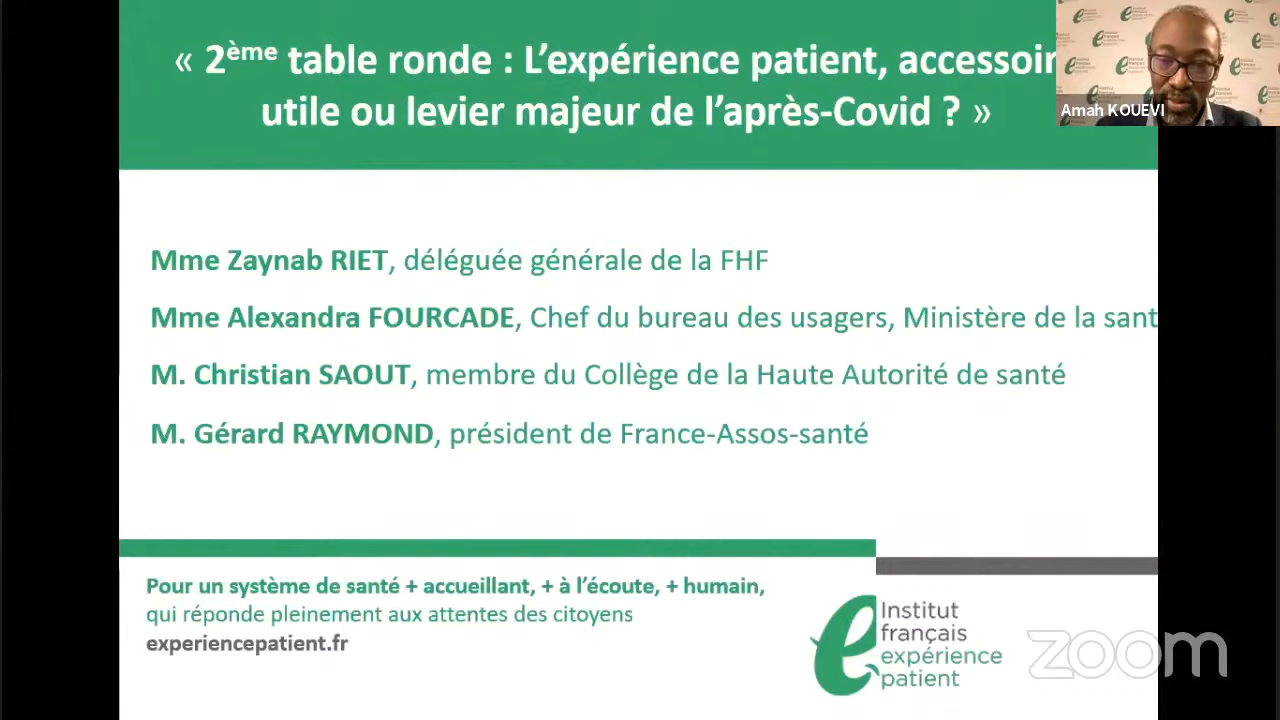 « 2ème table ronde : L’expérience patient, accessoir
utile ou levier majeur de l’après-Covid ? »
Amah KOUEVI
Mme Zaynab RIET, déléguée générale de la FHF
Mme Alexandra FOURCADE, Chef du bureau des usagers, Ministère de la sant
M. Christian SAOUT, membre du Collège de la Haute Autorité de santé
M. Gérard RAYMOND, président de France-Assos-santé
Pour un système de santé + accueillant, + à l’écoute, + humain,
qui réponde pleinement aux attentes des citoyens
experiencepatient.fr
Institut
français
expérience
patient
zoom